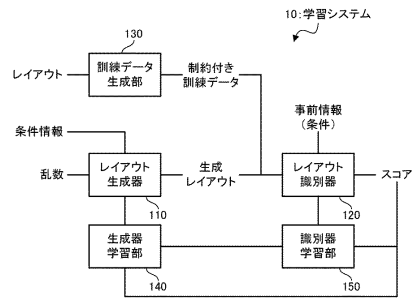 10:学習システム
130
レイアウト
訓練データ
生成部
制約付き
訓練データ
事前情報
(条件)
条件情報
乱数
レイアウト
生成器
生成
レイアウト
レイアウト
識別器
スコア
110
120
生成器
学習部
識別器
学習部
140
150